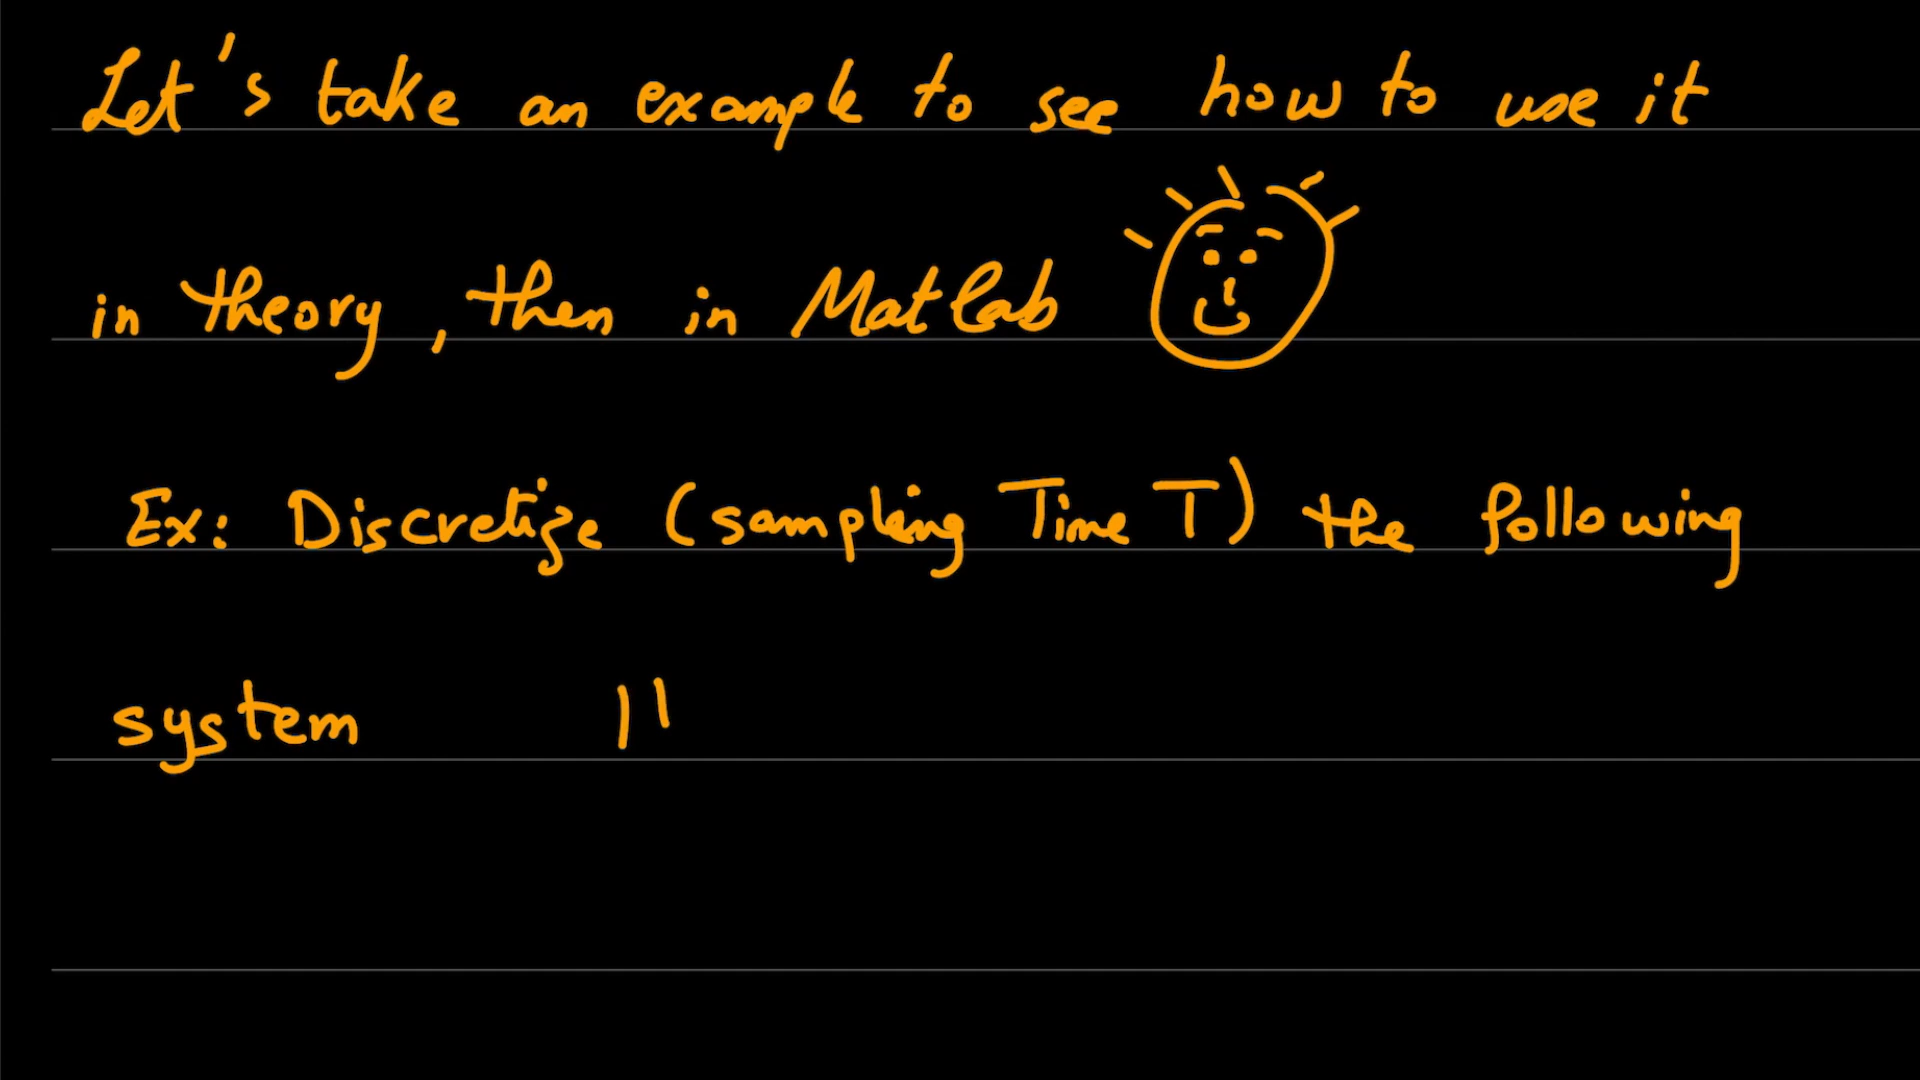 Let's take an example to see how to use it
in theory, then in Matlab
Ex: Discretize (sampling Time T) the following
system